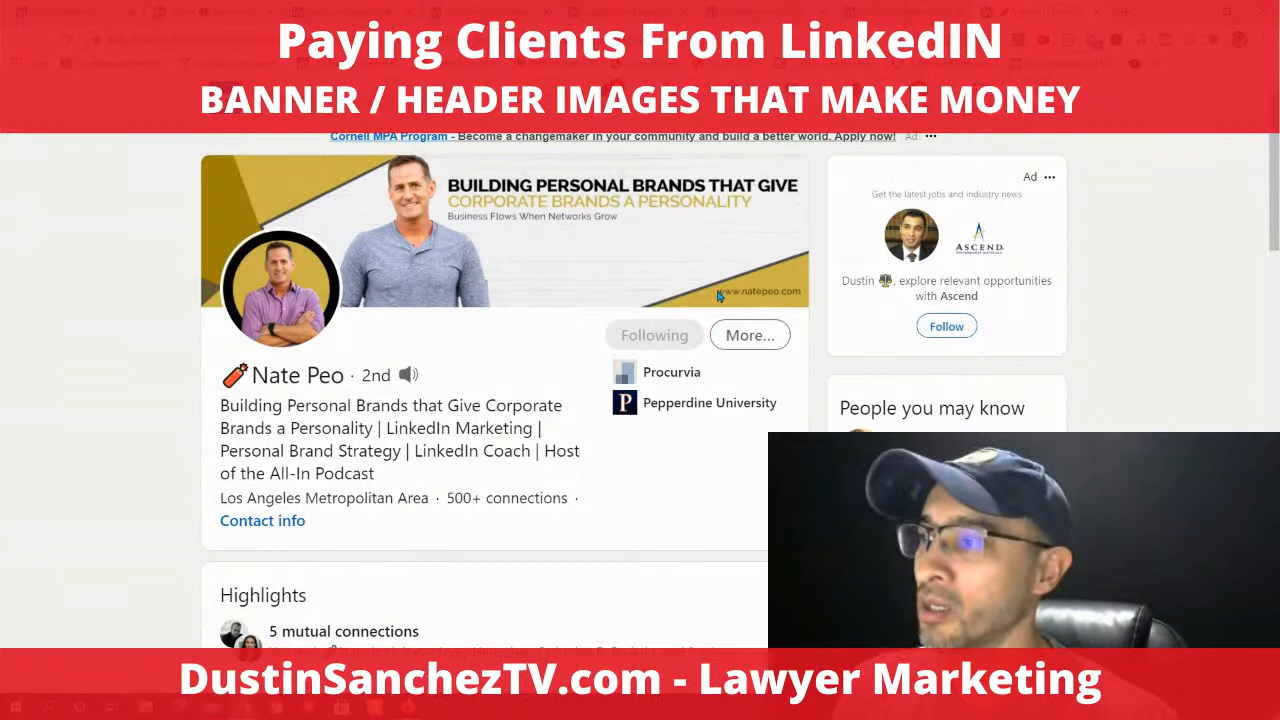 Paying Clients From LinkedIN
BANNER / HEADER IMAGES THAT MAKE MONEY
Cornell MPA Program - Become a changemaker in your community and build a better world. Apply now! Ad ···
BUILDING PERSONAL BRANDS THAT GIVE
CORPORATE BRANDS A PERSONALITY
Business Flows When Networks Grow
www.natepeo.com
Following
More...
Nate Peo · 2nd
Building Personal Brands that Give Corporate
Brands a Personality | LinkedIn Marketing |
Personal Brand Strategy | LinkedIn Coach | Host
of the All-In Podcast
Los Angeles Metropolitan Area · 500+ connections ·
Contact info
Procurvia
P
Pepperdine University
Highlights
5 mutual connections
Ad ···
Get the latest jobs and industry news
ASCEND
PERFORMANCE MATERIALS
Dustin , explore relevant opportunities
with Ascend
Follow
People you may know
DustinSanchezTV.com - Lawyer Marketing